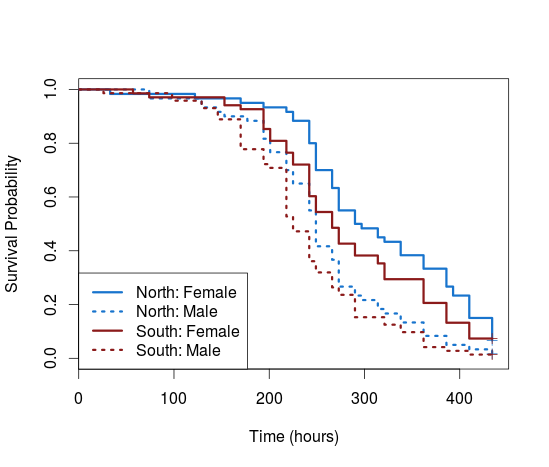 1.0
0.8
0.6
0.4
0.2
0.0
Survival Probability
North: Female
North: Male
South: Female
South: Male
0 100 200 300 400
Time (hours)